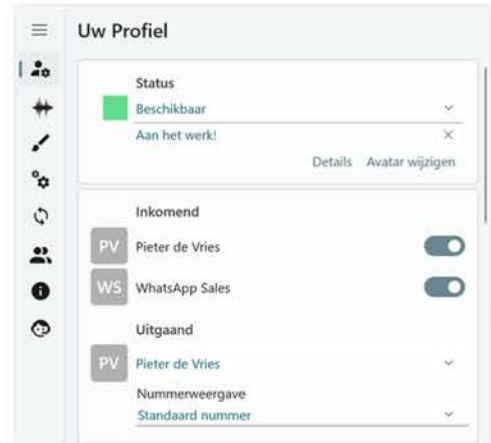 Uw Profiel
Status
Beschikbaar
Aan het werk!
Details Avatar wijzigen
Inkomend
PV Pieter de Vries
WS WhatsApp Sales
Uitgaand
PV Pieter de Vries
Nummerweergave
Standaard nummer